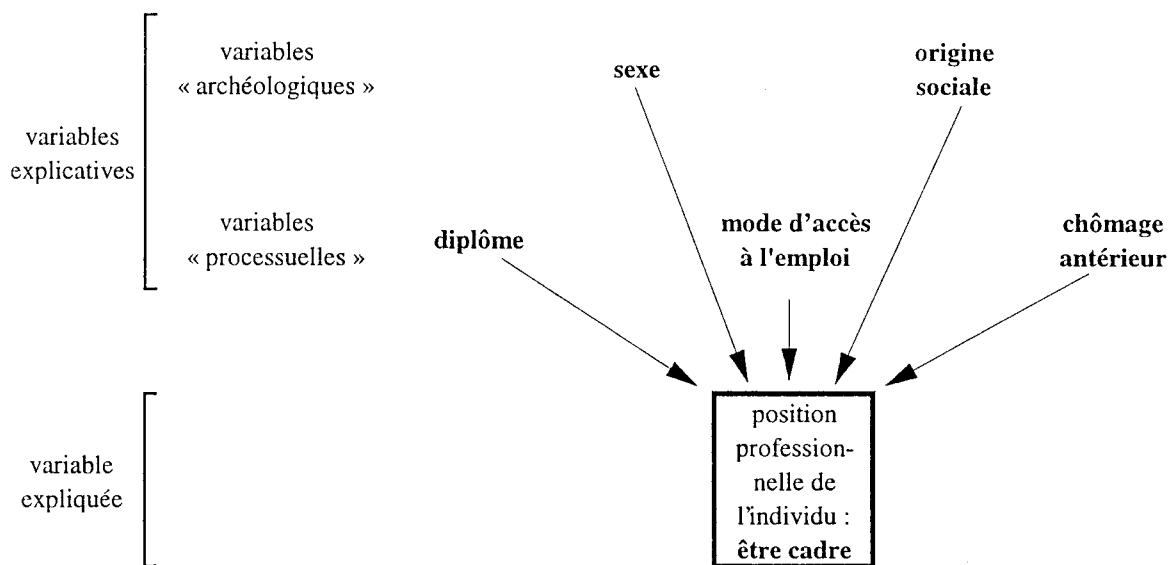 variables
« archéologiques »
sexe
origine
sociale
variables
explicatives
variables
« processuelles »
diplôme
mode d'accès
à l'emploi
chômage
antérieur
variable
expliquée
position
profession-
nelle de
l'individu :
être cadre